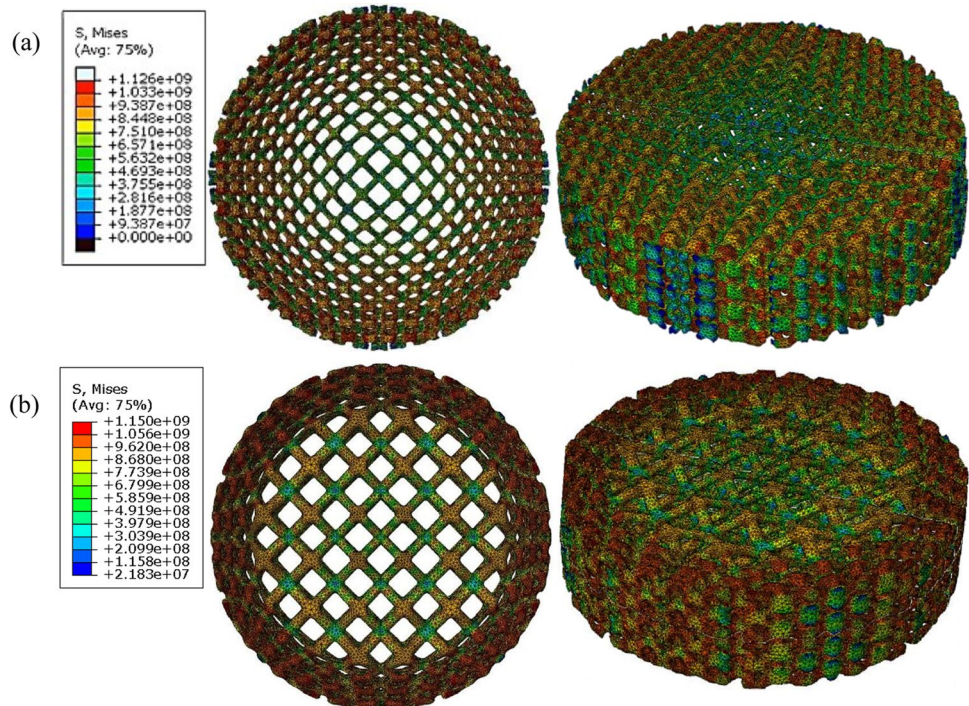 (a)
S, Mises
(Avg: 75%)
+1.126e+09
+1.033e+09
+9.387e+08
+8.448e+08
+7.510e+08
+6.571e+08
+5.632e+08
+4.693e+08
+3.755e+08
+2.816e+08
+1.877e+08
+9.387e+07
+0.000e+00
(b)
S, Mises
(Avg: 75%)
+1.150e+09
+1.056e+09
+9.620e+08
+8.680e+08
+7.739e+08
+6.799e+08
+5.859e+08
+4.919e+08
+3.979e+08
+3.039e+08
+2.099e+08
+1.158e+08
+2.183e+07